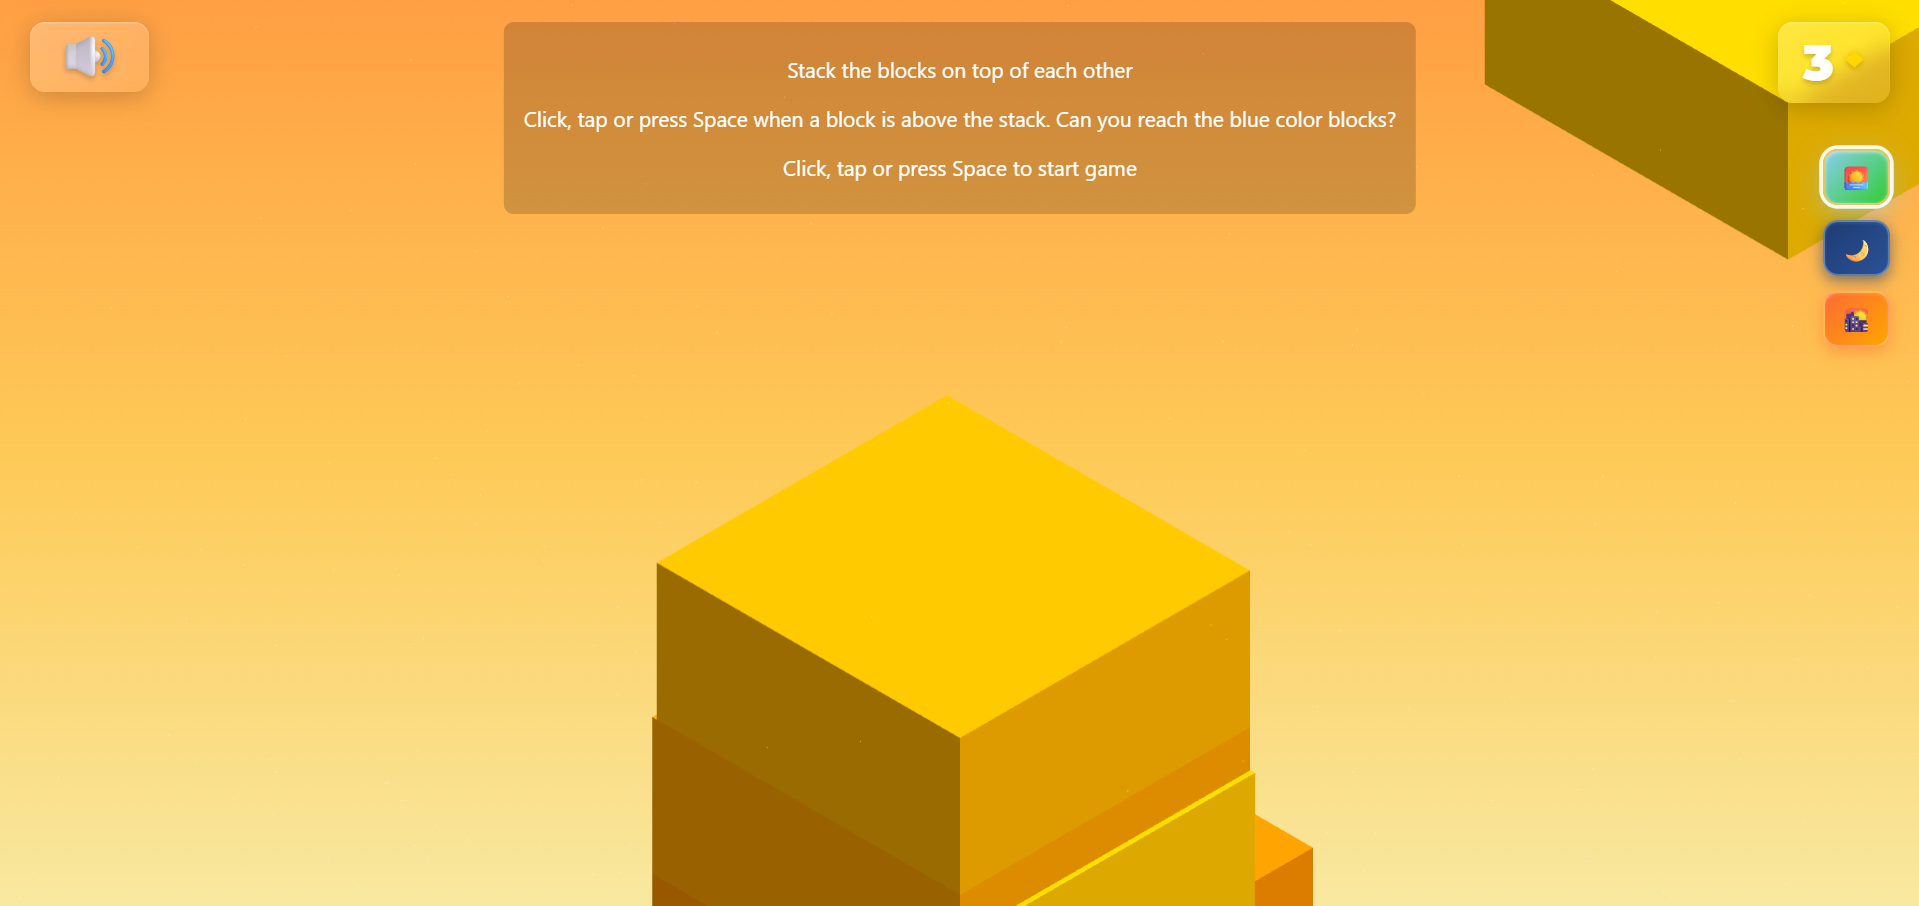 Stack the blocks on top of each other
Click, tap or press Space when a block is above the stack. Can you reach the blue color blocks?
Click, tap or press Space to start game
3